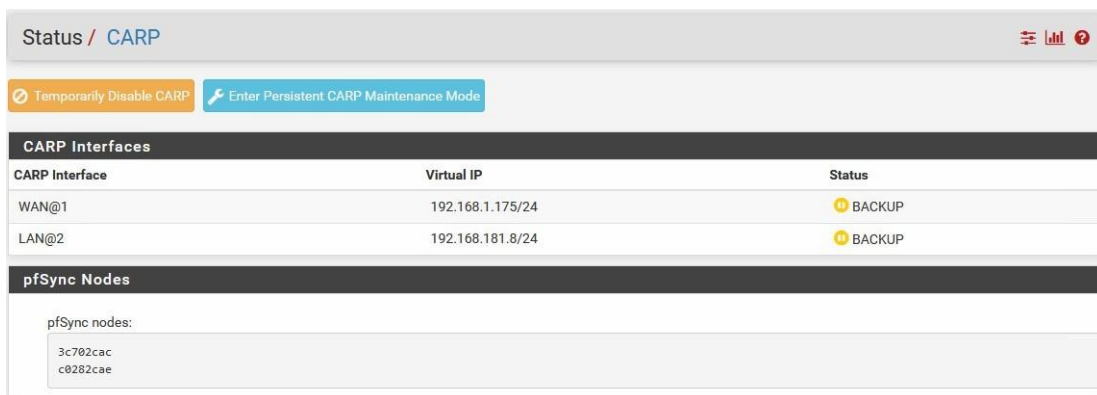 Status / CARP
Temporarily Disable CARP Enter Persistent CARP Maintenance Mode
CARP Interfaces
CARP Interface Virtual IP Status
WAN@1 192.168.1.175/24 BACKUP
LAN@2 192.168.181.8/24 BACKUP
pfSync Nodes
pfSync nodes:
3c702cac
c0282cae